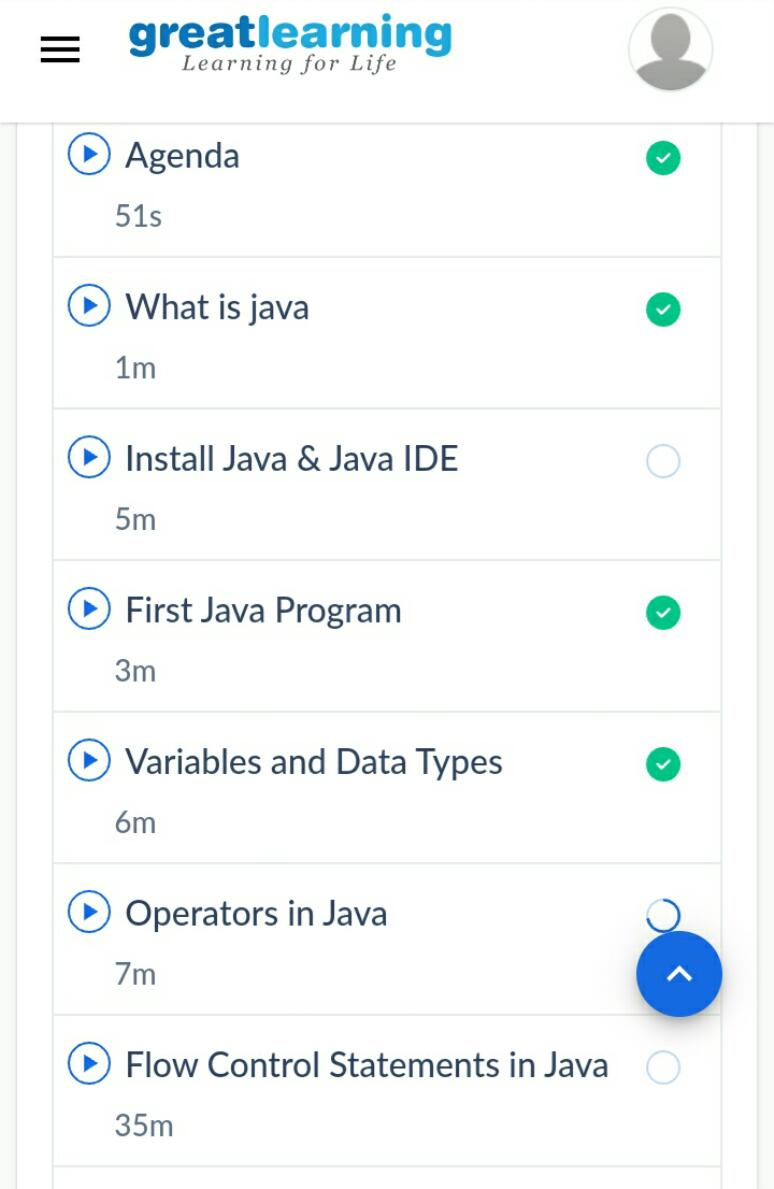 greatlearning
Learning for Life
Agenda
51s
What is java
1m
Install Java & Java IDE
5m
First Java Program
3m
Variables and Data Types
6m
Operators in Java
7m
Flow Control Statements in Java
35m